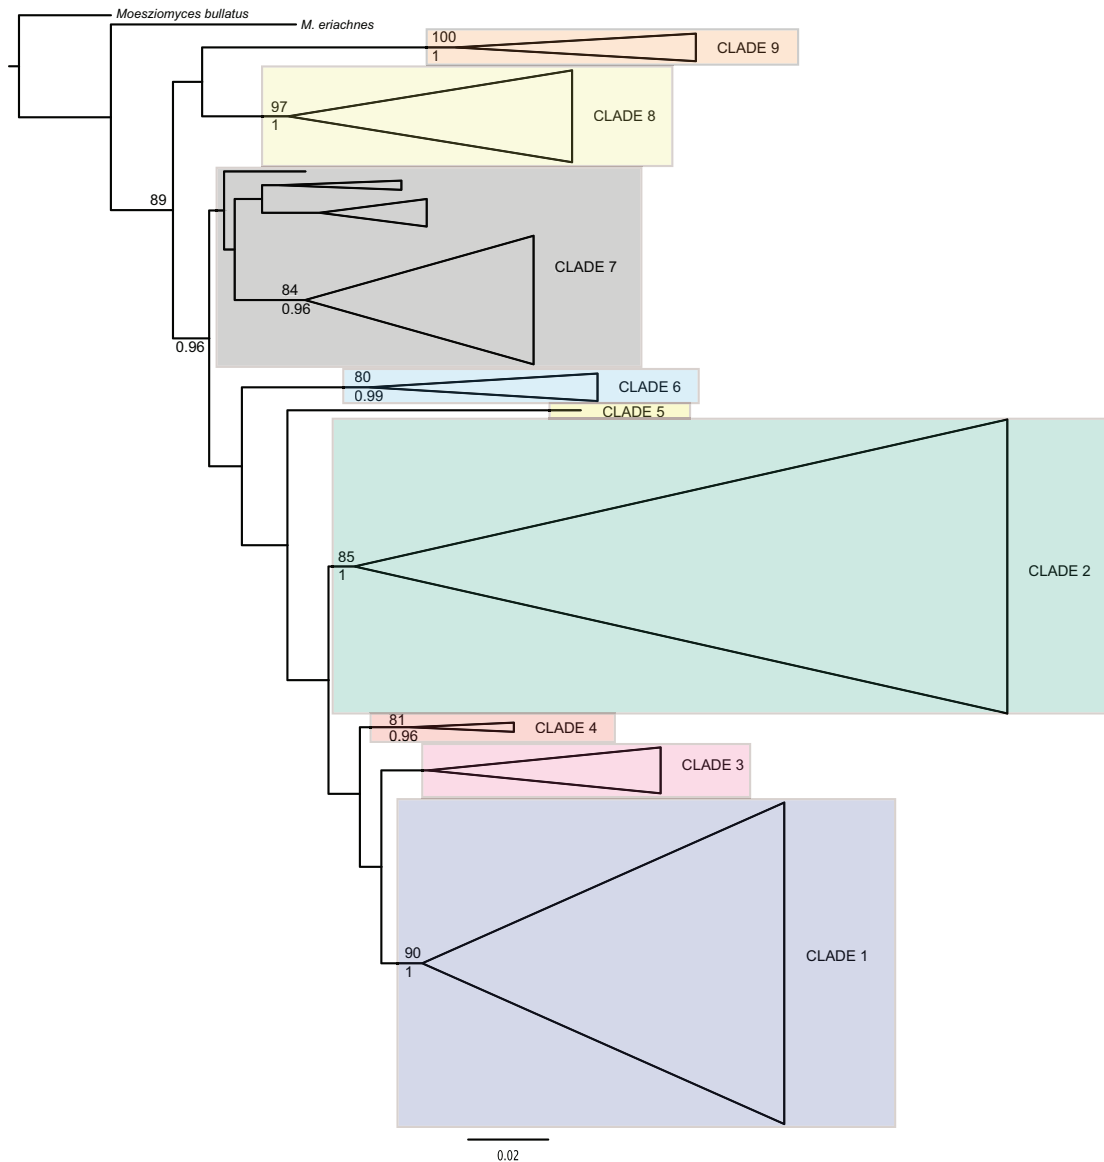 Moesziomyces bullatus
M. eriachnes
100
1
CLADE 9
97
1
CLADE 8
89
CLADE 7
84
0.96
0.96
80
0.99
CLADE 6
CLADE 5
85
1
CLADE 2
81
0.96
CLADE 4
CLADE 3
90
1
CLADE 1
0.02